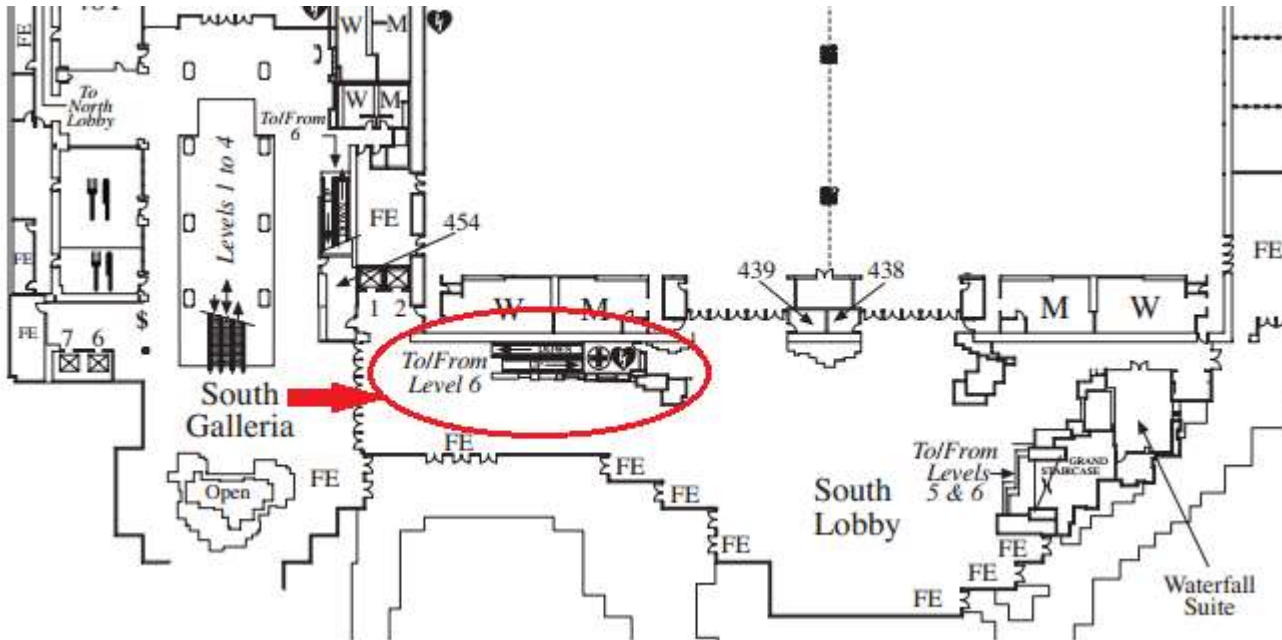 FE
W
M
To
North
Lobby
To/From
6
W
M
Levels 1 to 4
FE
454
FE
FE
FE
439
438
W
M
M
W
1
2
$
7
6
FE
To/From
Level 6
South
Galleria
FE
FE
Open
FE
FE
FE
South
Lobby
To/From
Levels
5 & 6
GRAND
STAIRCASE
FE
FE
FE
Waterfall
Suite